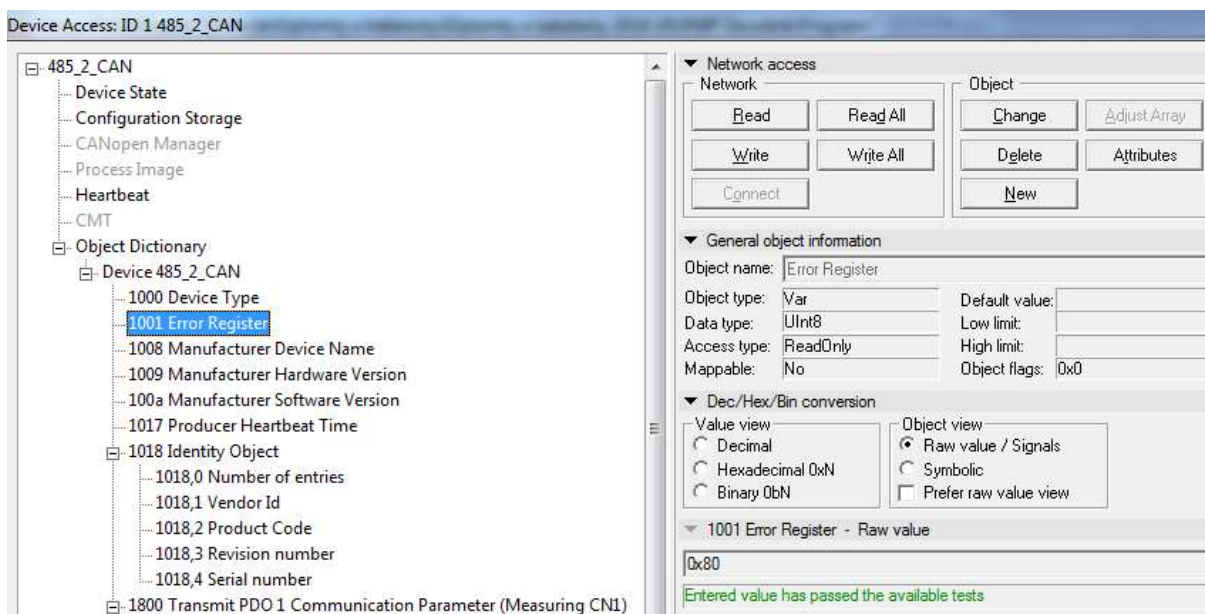 Device Access: ID 1 485_2_CAN
485_2_CAN
Device State
Configuration Storage
CANopen Manager
Process Image
Heartbeat
CMT
Object Dictionary
Device 485_2_CAN
1000 Device Type
1001 Error Register
1008 Manufacturer Device Name
1009 Manufacturer Hardware Version
100a Manufacturer Software Version
1017 Producer Heartbeat Time
1018 Identity Object
1018,0 Number of entries
1018,1 Vendor Id
1018,2 Product Code
1018,3 Revision number
1018,4 Serial number
1800 Transmit PDO 1 Communication Parameter (Measuring CN1)
Network access
Network
Read
Read All
Write
Write All
Connect
Object
Change
Adjust Array
Delete
Attributes
New
General object information
Object name: Error Register
Object type: Var
Default value:
Data type: UInt8
Low limit:
Access type: ReadOnly
High limit:
Mappable: No
Object flags: 0x0
Dec/Hex/Bin conversion
Value view
Decimal
Hexadecimal 0xN
Binary 0bN
Object view
Raw value / Signals
Symbolic
Prefer raw value view
1001 Error Register - Raw value
0x80
Entered value has passed the available tests